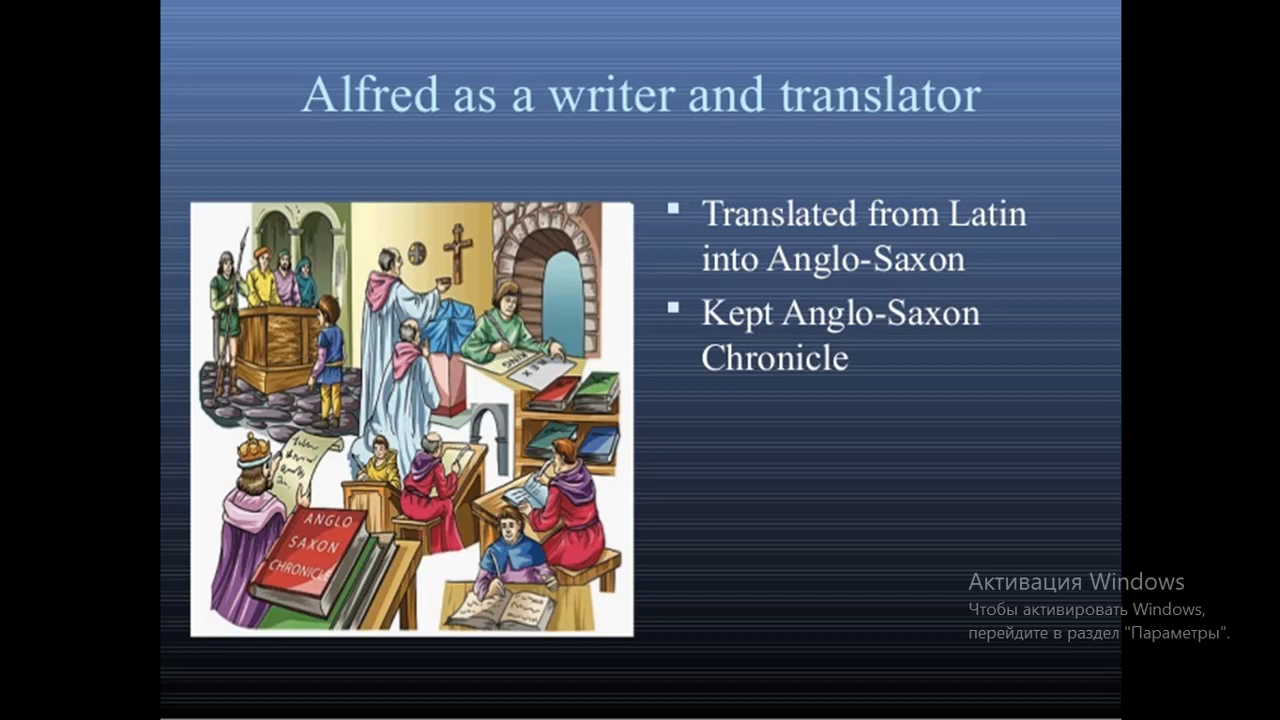 Alfred as a writer and translator
Translated from Latin
into Anglo-Saxon
Kept Anglo-Saxon
Chronicle
ANGLO
SAXON
CHRONICLE
Активация Windows
Чтобы активировать Windows,
перейдите в раздел "Параметры".